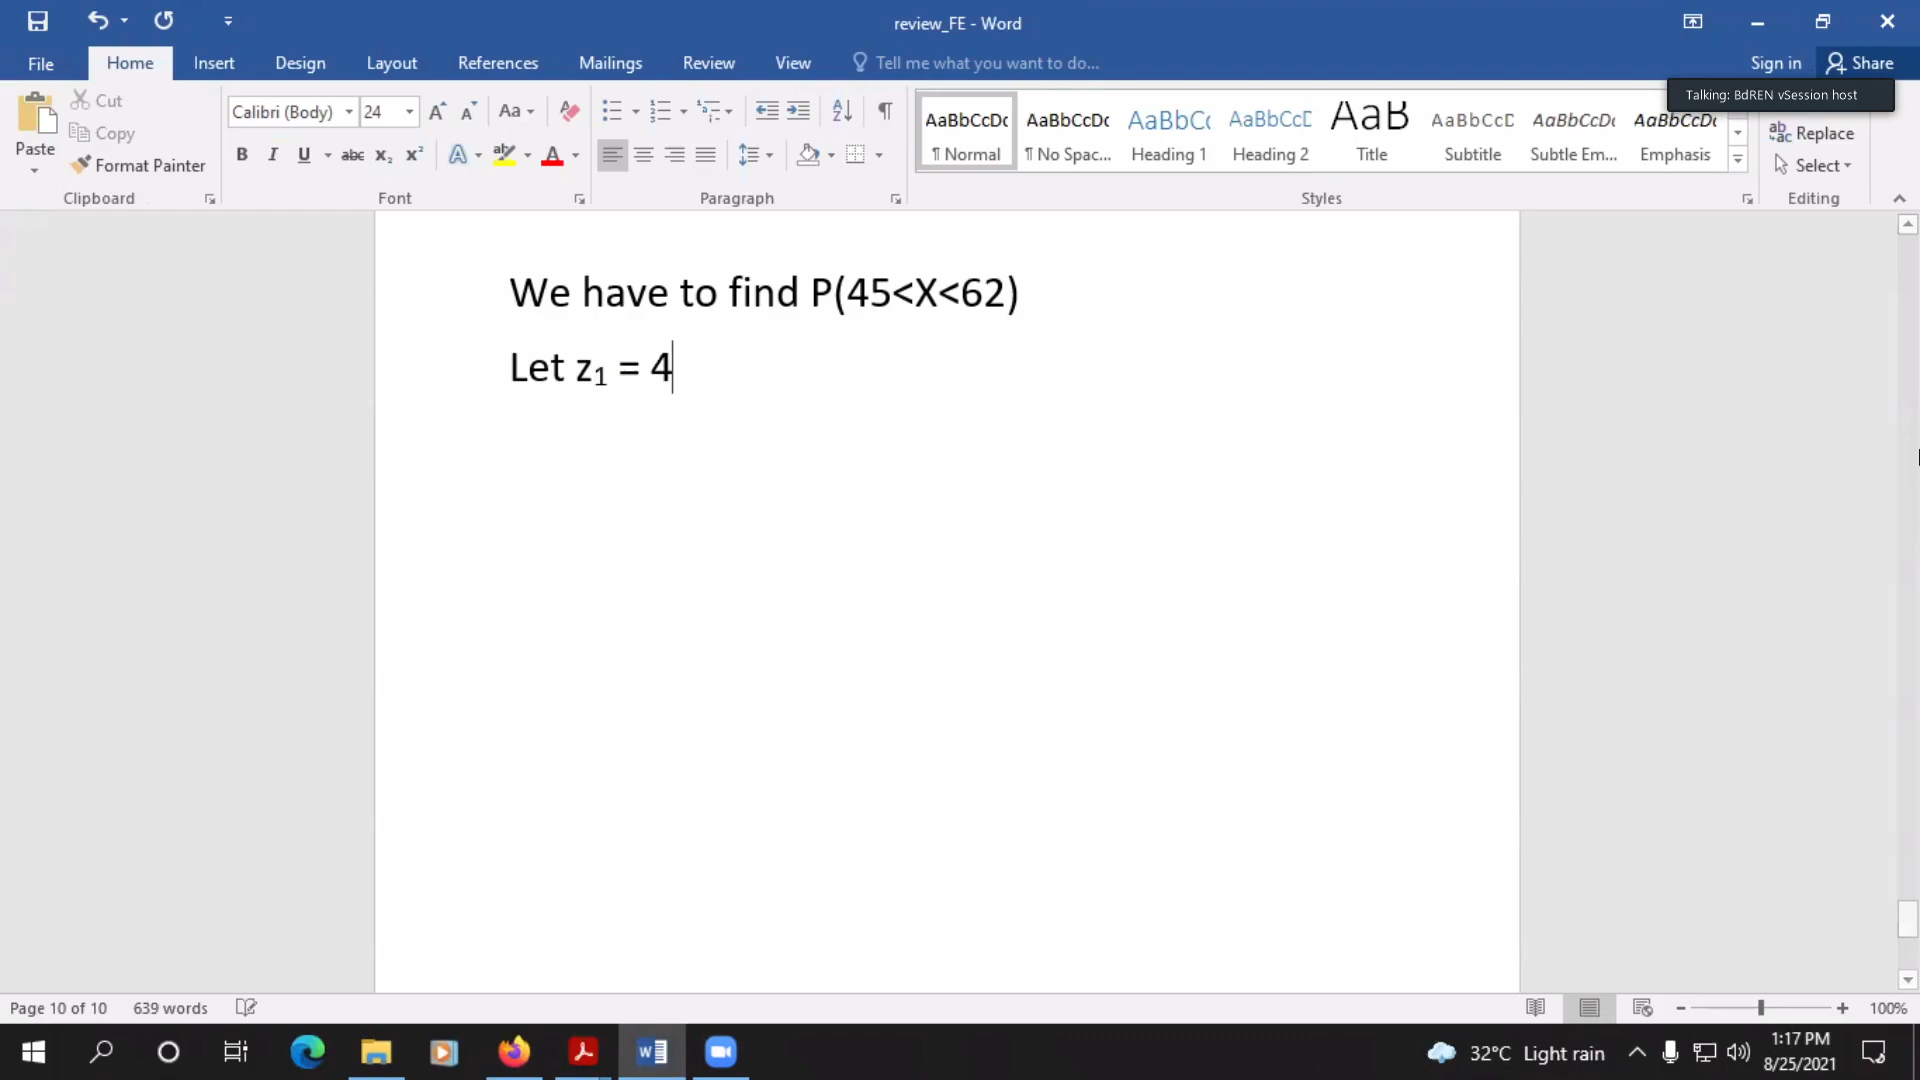 review_FE - Word
File Home Insert Design Layout References Mailings Review View Tell me what you want to do... Sign in Share
Talking: BdREN vSession host
Paste
Cut
Copy
Format Painter
Clipboard
Calibri (Body) 24
Font
Paragraph
AaBbCcDc AaBbCcDc AaBbCc AaBbCcC AaB AaBbCcD AaBbCcDc AaBbCcDc
¶ Normal ¶ No Spac... Heading 1 Heading 2 Title Subtitle Subtle Em... Emphasis
Styles
Replace
Select
Editing
We have to find P(45<X<62)
Let z₁ = 4
Page 10 of 10 639 words 100%
32°C Light rain 1:17 PM
8/25/2021